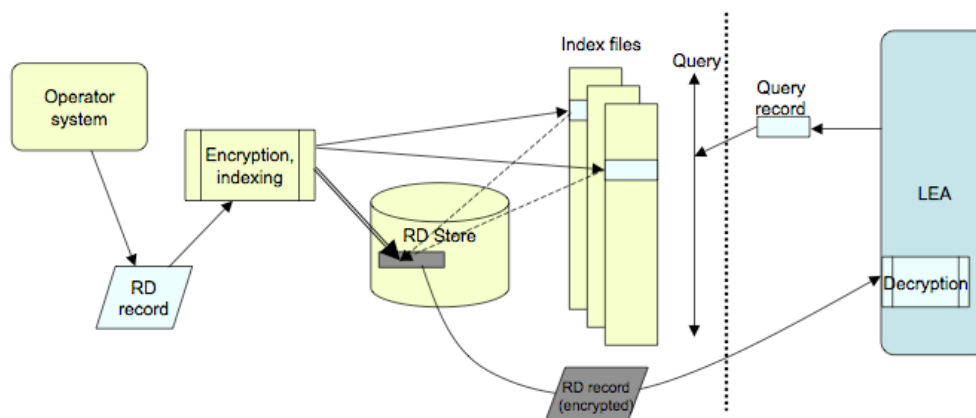 Operator
system
RD
record
Encryption,
indexing
RD Store
Index files
Query
Query
record
LEA
Decryption
RD record
(encrypted)